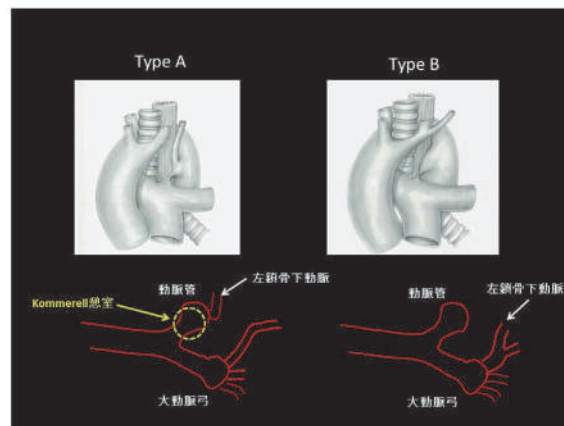 Type A
Type B
動脈管
左鎖骨下動脈
Kommerell憩室
大動脈弓
動脈管
左鎖骨下動脈
大動脈弓